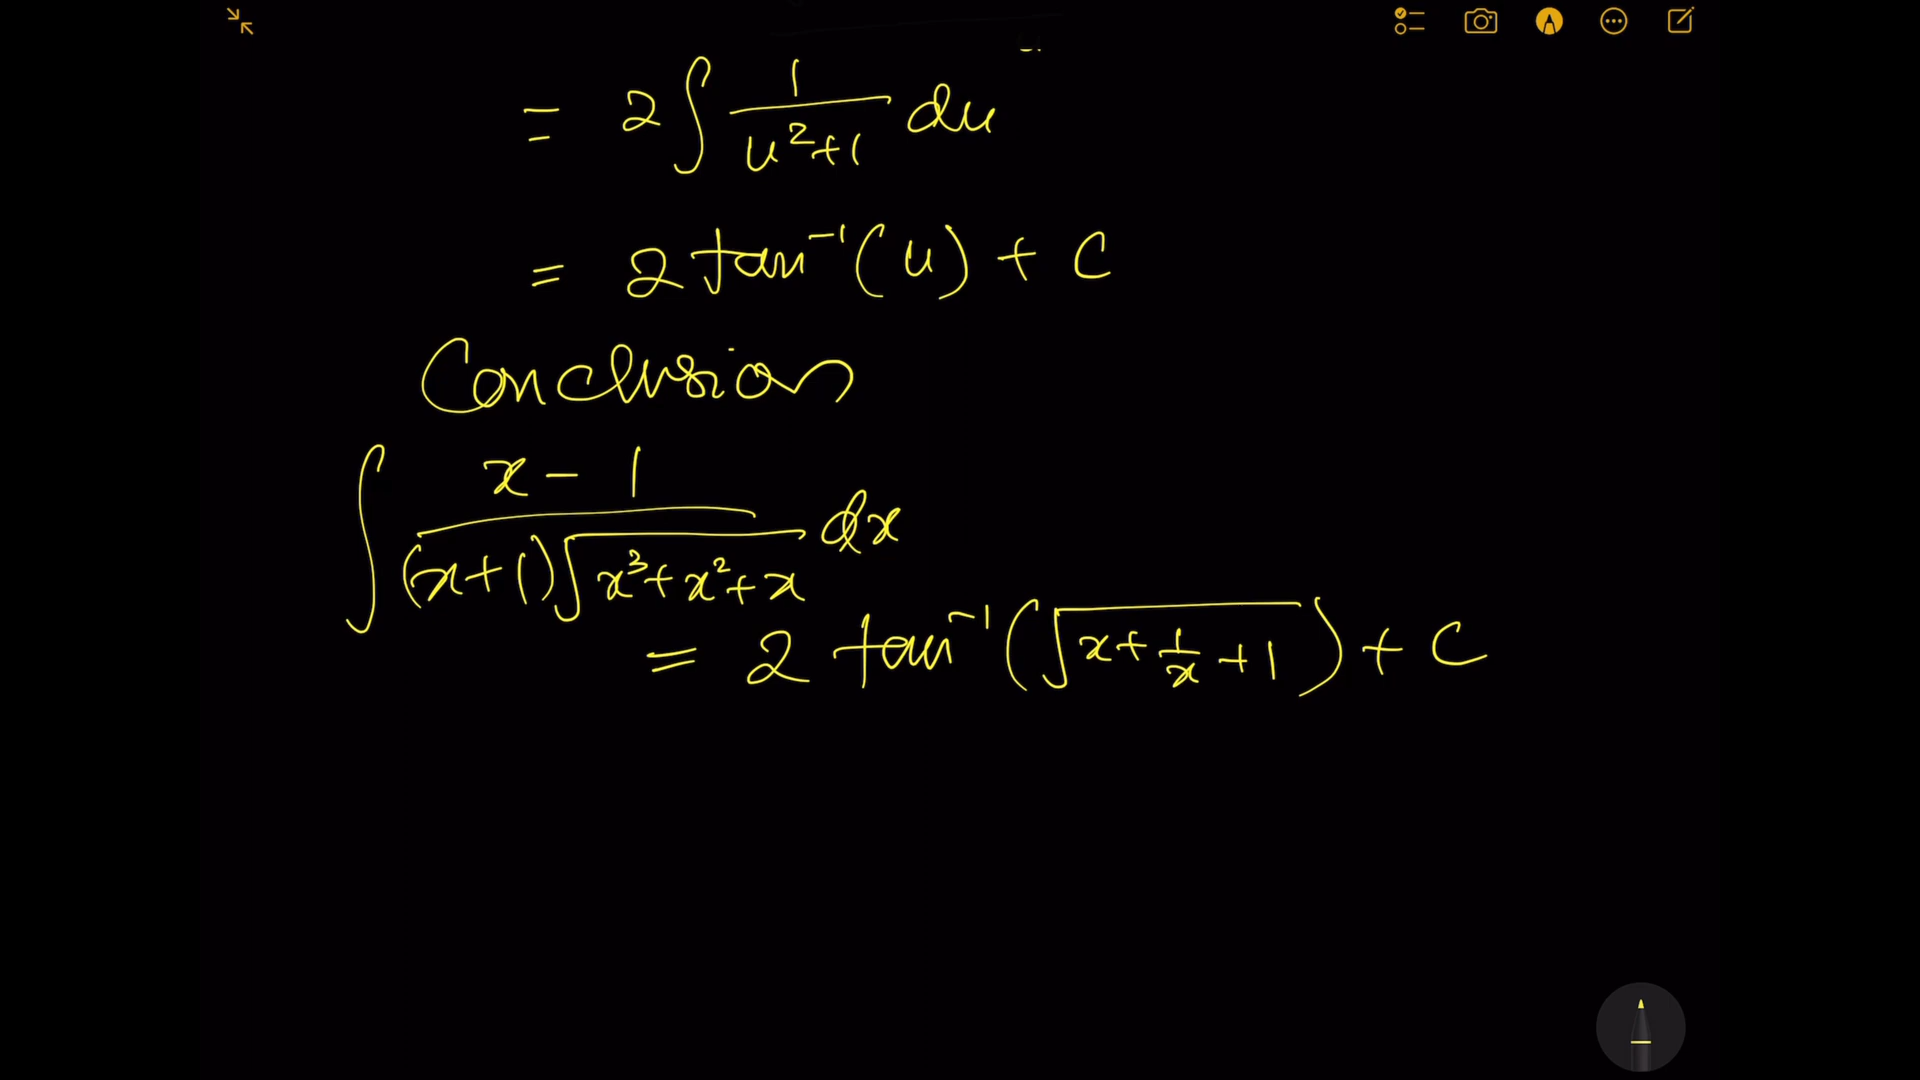 = 2∫ 1/(u²+1) du
= 2 tan⁻¹(u) + C
Conclusion
∫ (x - 1)/((x+1)√(x³+x²+x)) dx
= 2 tan⁻¹(√(x + 1/x + 1)) + C